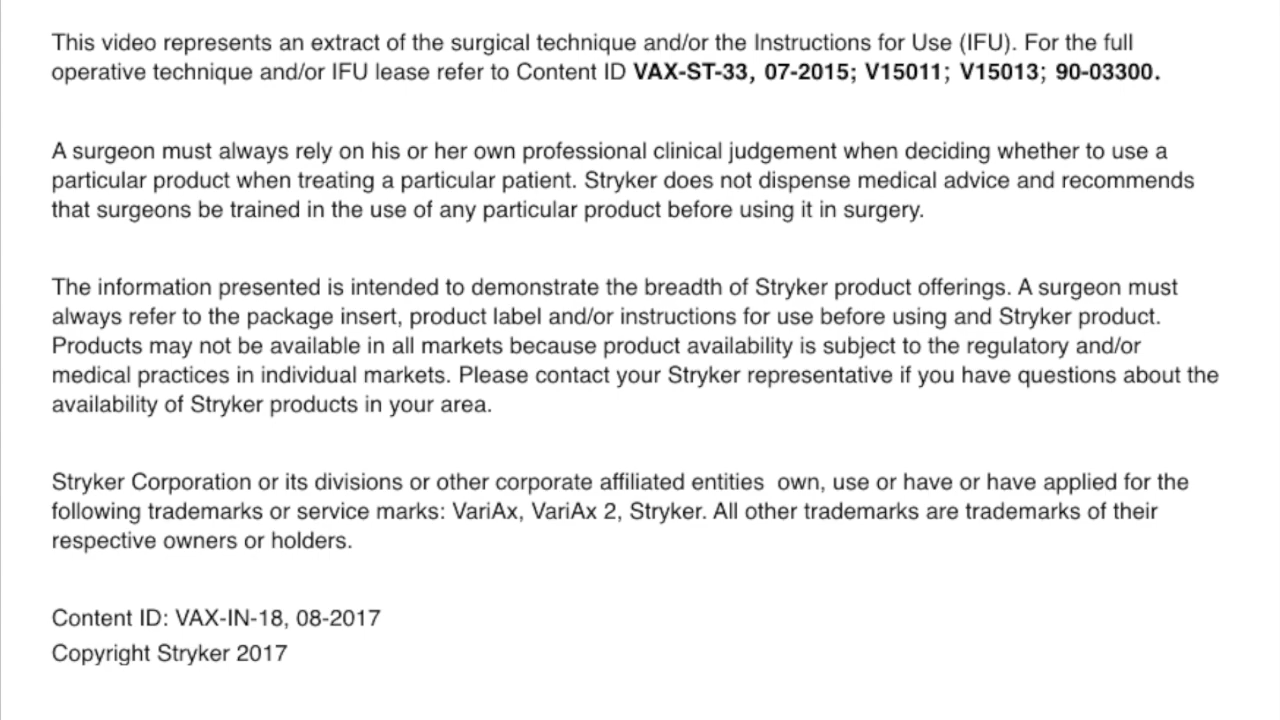 This video represents an extract of the surgical technique and/or the Instructions for Use (IFU). For the full
operative technique and/or IFU lease refer to Content ID VAX-ST-33, 07-2015; V15011; V15013; 90-03300.
A surgeon must always rely on his or her own professional clinical judgement when deciding whether to use a
particular product when treating a particular patient. Stryker does not dispense medical advice and recommends
that surgeons be trained in the use of any particular product before using it in surgery.
The information presented is intended to demonstrate the breadth of Stryker product offerings. A surgeon must
always refer to the package insert, product label and/or instructions for use before using and Stryker product.
Products may not be available in all markets because product availability is subject to the regulatory and/or
medical practices in individual markets. Please contact your Stryker representative if you have questions about the
availability of Stryker products in your area.
Stryker Corporation or its divisions or other corporate affiliated entities  own, use or have or have applied for the
following trademarks or service marks: VariAx, VariAx 2, Stryker. All other trademarks are trademarks of their
respective owners or holders.
Content ID: VAX-IN-18, 08-2017
Copyright Stryker 2017